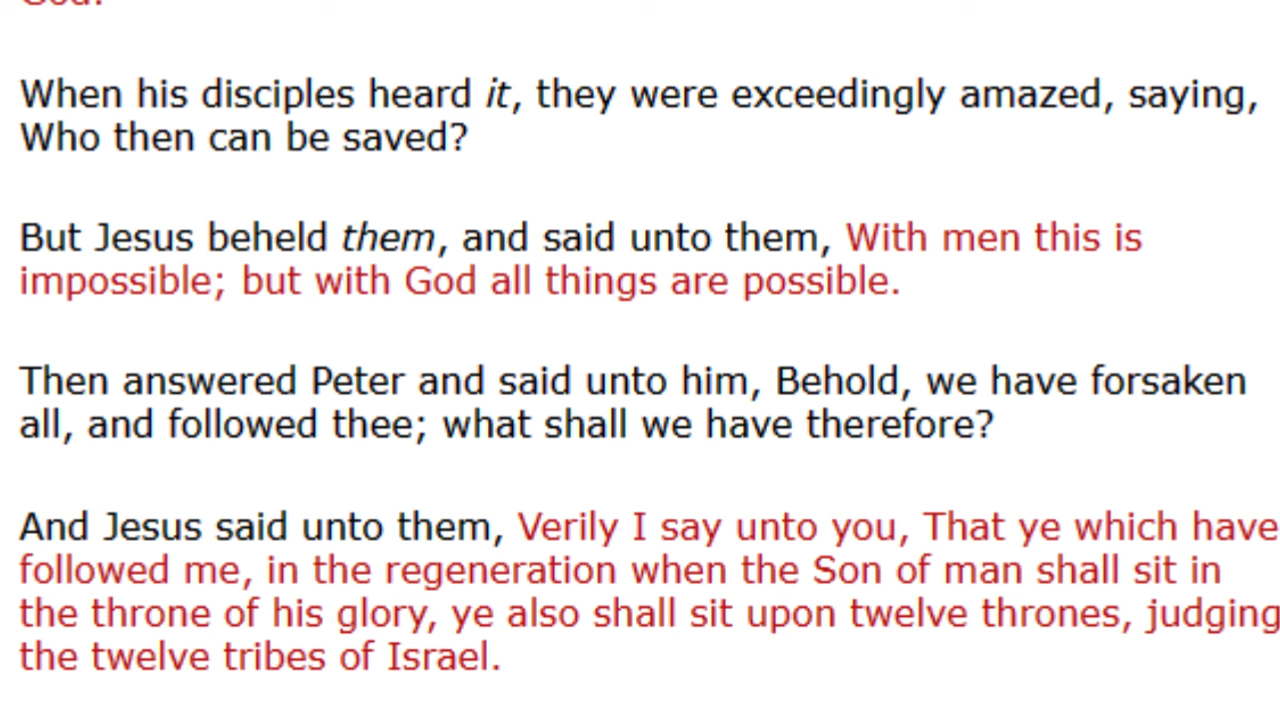 God.
When his disciples heard it, they were exceedingly amazed, saying,
Who then can be saved?
But Jesus beheld them, and said unto them, With men this is
impossible; but with God all things are possible.
Then answered Peter and said unto him, Behold, we have forsaken
all, and followed thee; what shall we have therefore?
And Jesus said unto them, Verily I say unto you, That ye which have
followed me, in the regeneration when the Son of man shall sit in
the throne of his glory, ye also shall sit upon twelve thrones, judging
the twelve tribes of Israel.